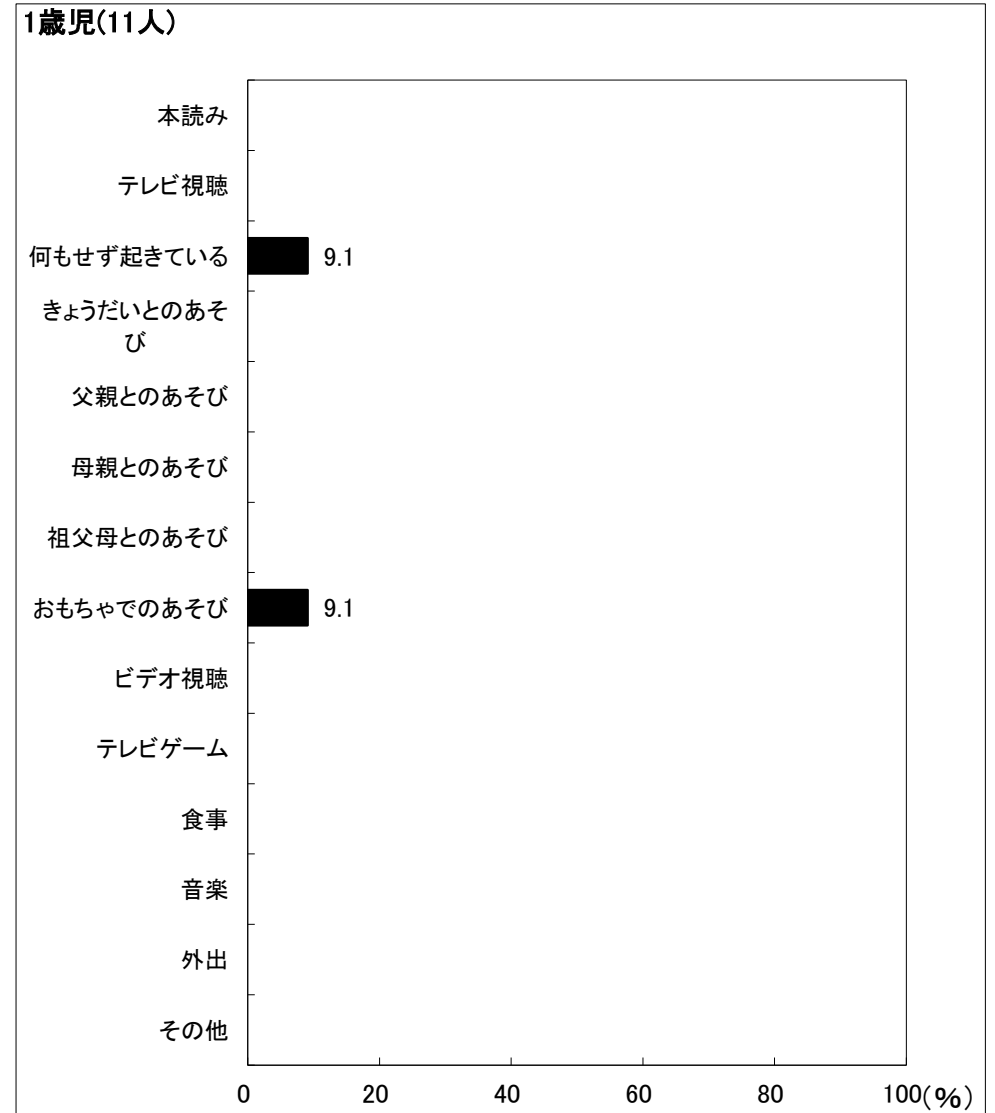 1歳児(11人)
本読み
テレビ視聴
何もせず起きている 9.1
きょうだいとのあそ
び
父親とのあそび
母親とのあそび
祖父母とのあそび
おもちゃでのあそび 9.1
ビデオ視聴
テレビゲーム
食事
音楽
外出
その他
0 20 40 60 80 100(%)